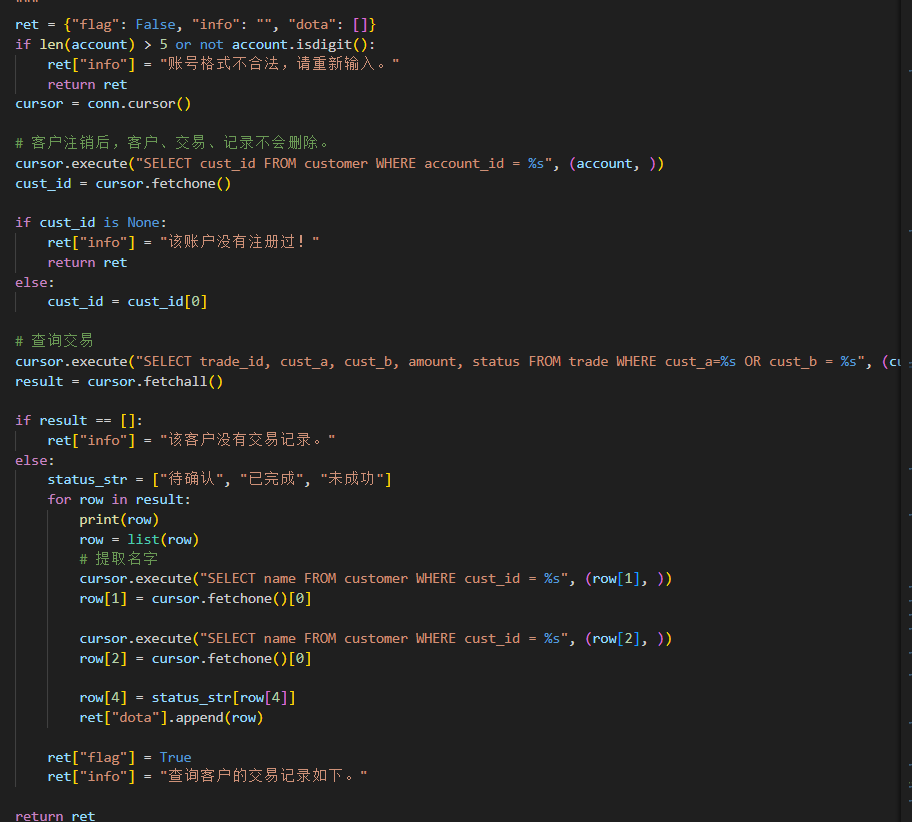 """
ret = {"flag": False, "info": "", "dota": []}
if len(account) > 5 or not account.isdigit():
    ret["info"] = "账号格式不合法，请重新输入。"
    return ret
cursor = conn.cursor()
# 客户注销后，客户、交易、记录不会删除。
cursor.execute("SELECT cust_id FROM customer WHERE account_id = %s", (account, ))
cust_id = cursor.fetchone()
if cust_id is None:
    ret["info"] = "该账户没有注册过！"
    return ret
else:
    cust_id = cust_id[0]
# 查询交易
cursor.execute("SELECT trade_id, cust_a, cust_b, amount, status FROM trade WHERE cust_a=%s OR cust_b = %s", (cu
result = cursor.fetchall()
if result == []:
    ret["info"] = "该客户没有交易记录。"
else:
    status_str = ["待确认", "已完成", "未成功"]
    for row in result:
        print(row)
        row = list(row)
        # 提取名字
        cursor.execute("SELECT name FROM customer WHERE cust_id = %s", (row[1], ))
        row[1] = cursor.fetchone()[0]
        cursor.execute("SELECT name FROM customer WHERE cust_id = %s", (row[2], ))
        row[2] = cursor.fetchone()[0]
        row[4] = status_str[row[4]]
        ret["dota"].append(row)
    ret["flag"] = True
    ret["info"] = "查询客户的交易记录如下。"
return ret